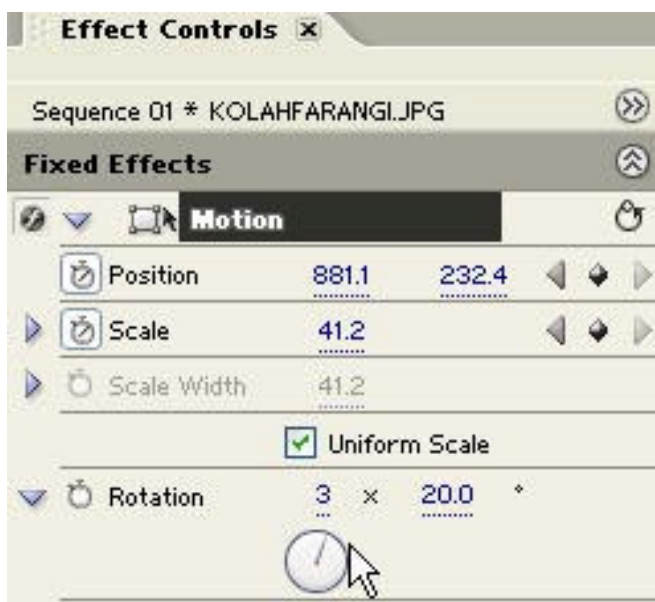 Effect Controls
Sequence 01 * KOLAHFARANGI.JPG
Fixed Effects
Motion
Position 881.1 232.4
Scale 41.2
Scale Width 41.2
Uniform Scale
Rotation 3 x 20.0 °